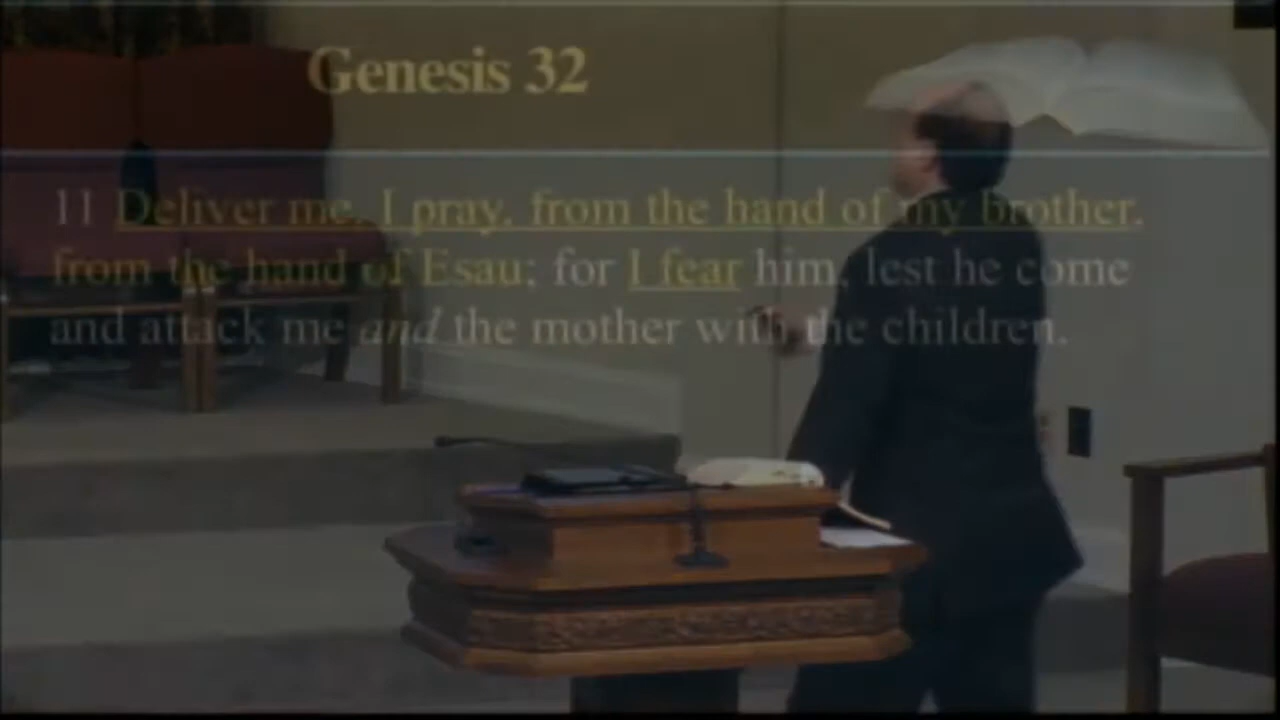 Genesis 32
11 Deliver me, I pray, from the hand of my brother,
from the hand of Esau; for I fear him, lest he come
and attack me and the mother with the children.